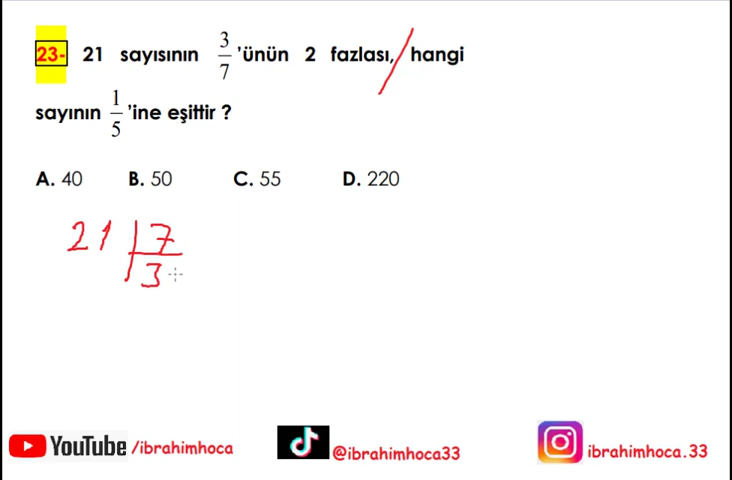 23- 21 sayısının 3/7 'ünün 2 fazlası, hangi
sayının 1/5 'ine eşittir ?
A. 40 B. 50 C. 55 D. 220
21 7
3
YouTube /ibrahimhoca
@ibrahimhoca33
ibrahimhoca.33